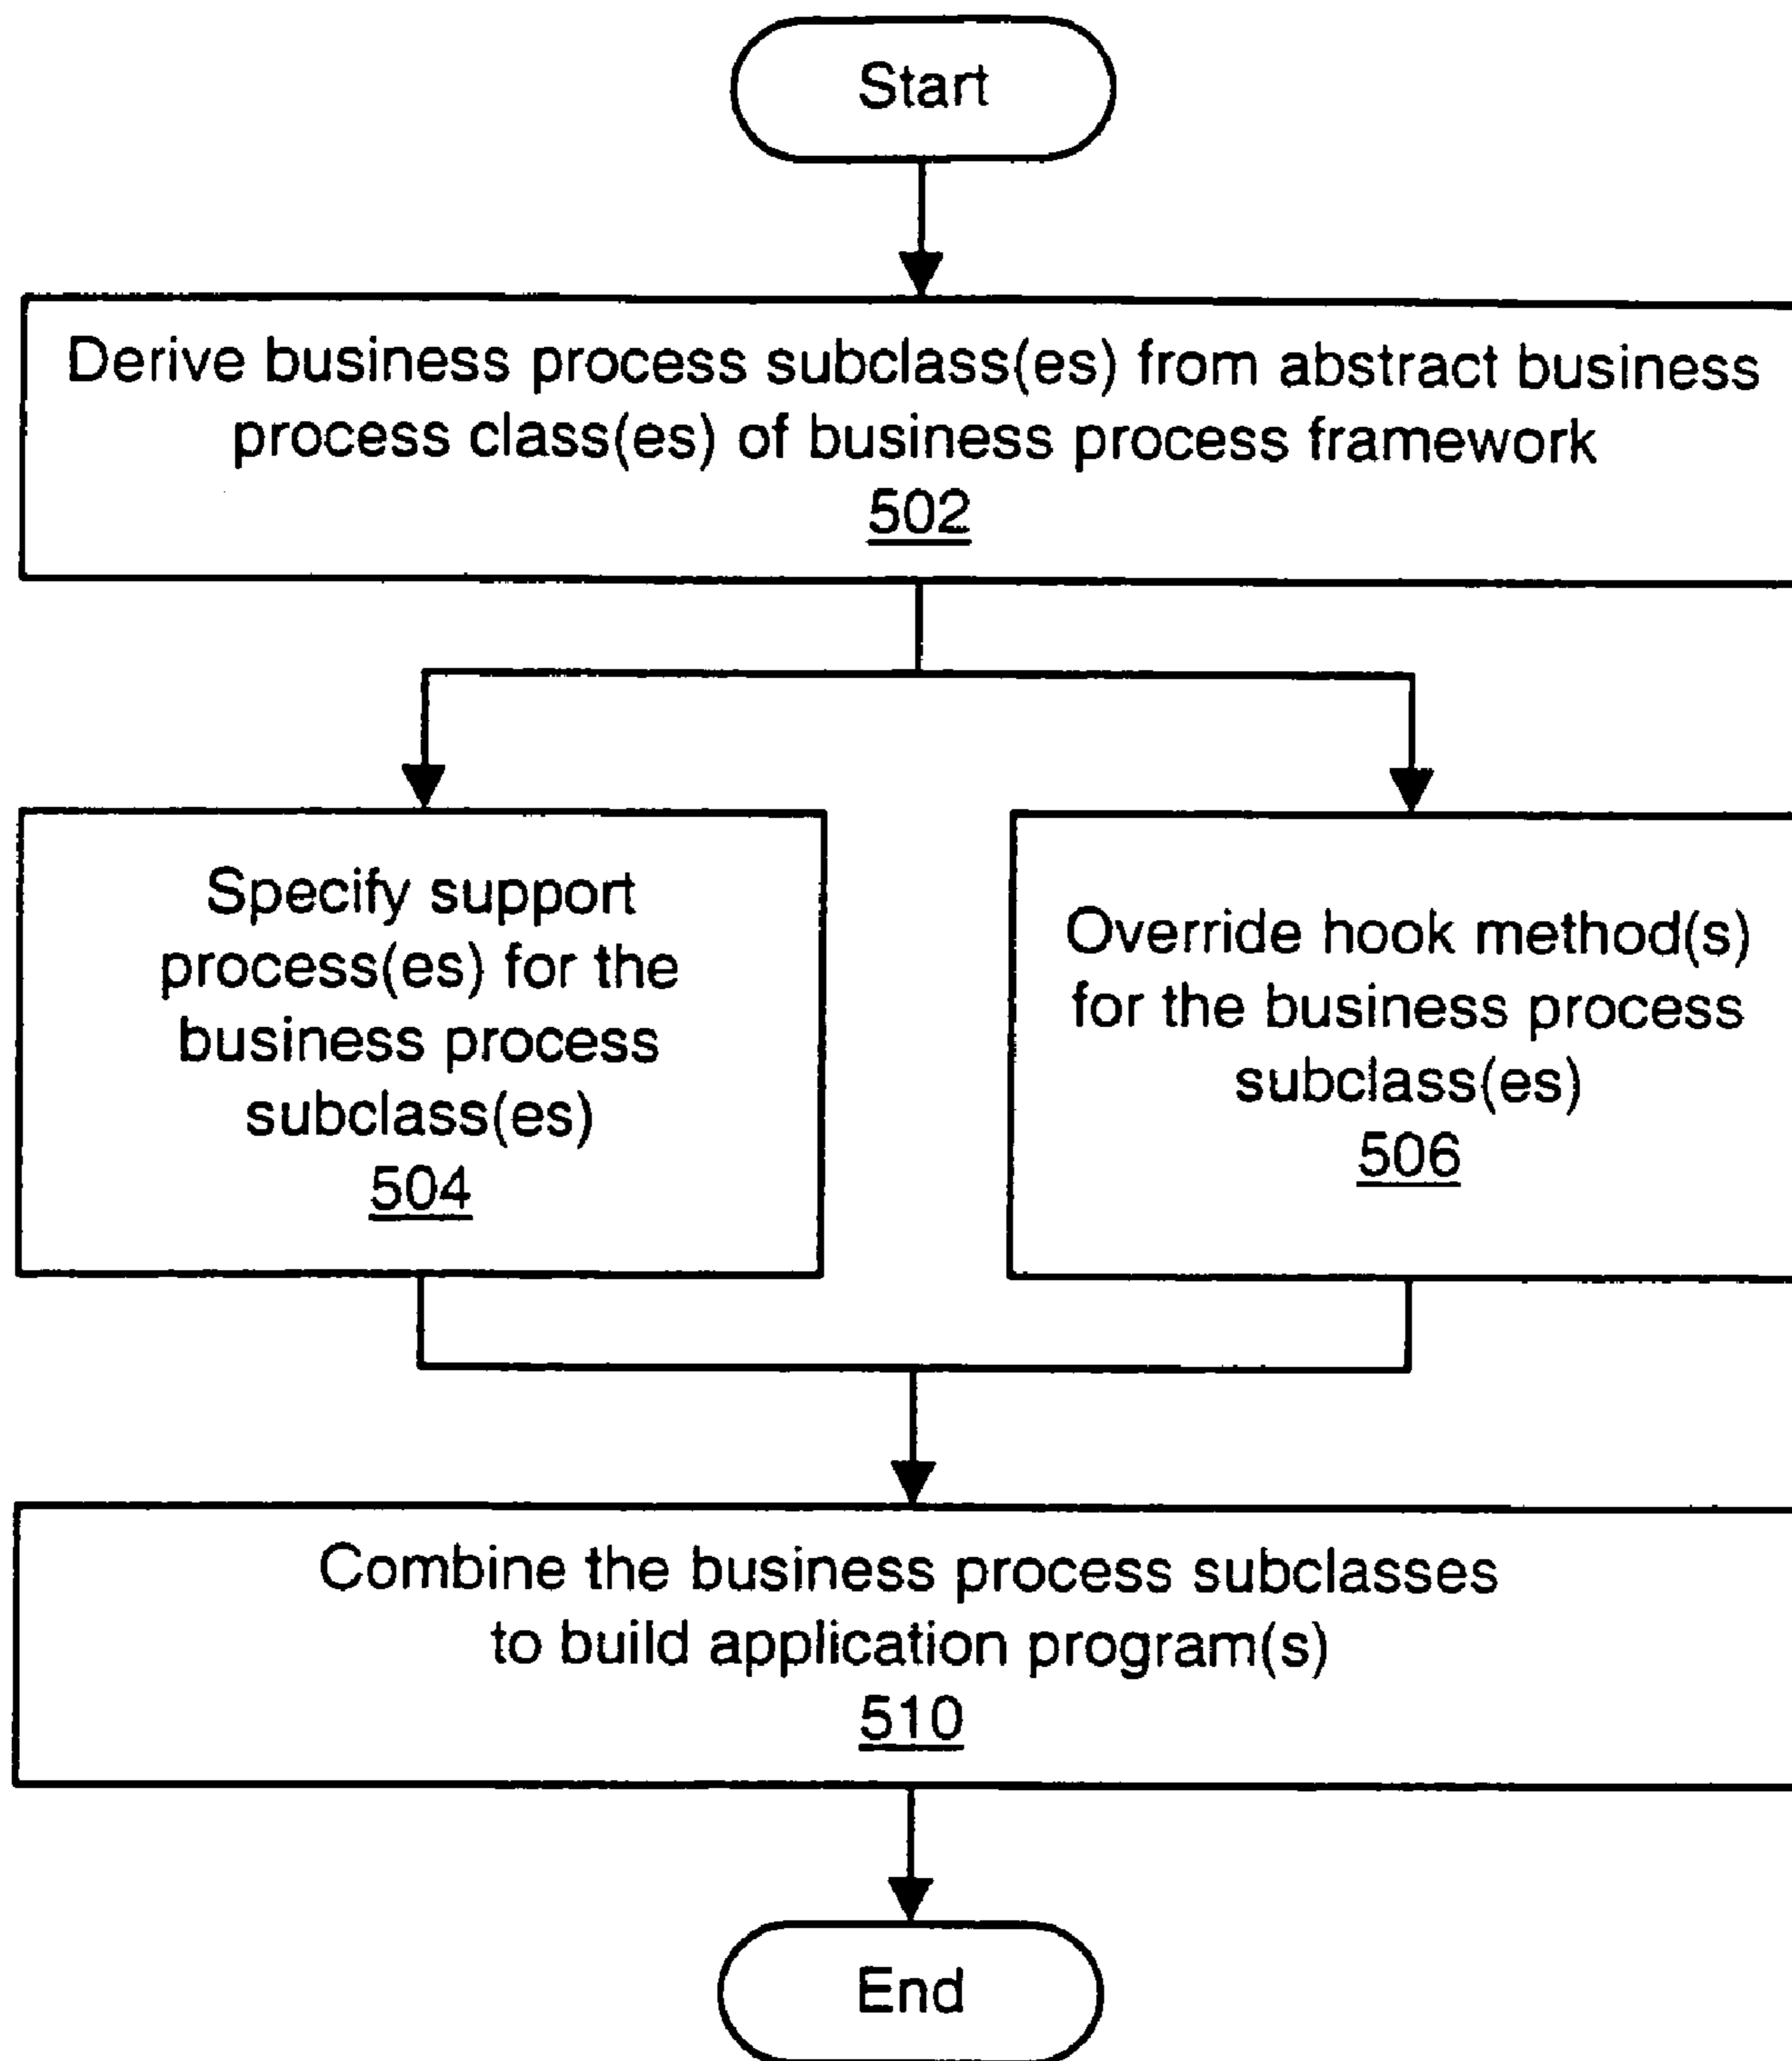 Start
Derive business process subclass(es) from abstract business
process class(es) of business process framework
502
Specify support
process(es) for the
business process
subclass(es)
504
Override hook method(s)
for the business process
subclass(es)
506
Combine the business process subclasses
to build application program(s)
510
End